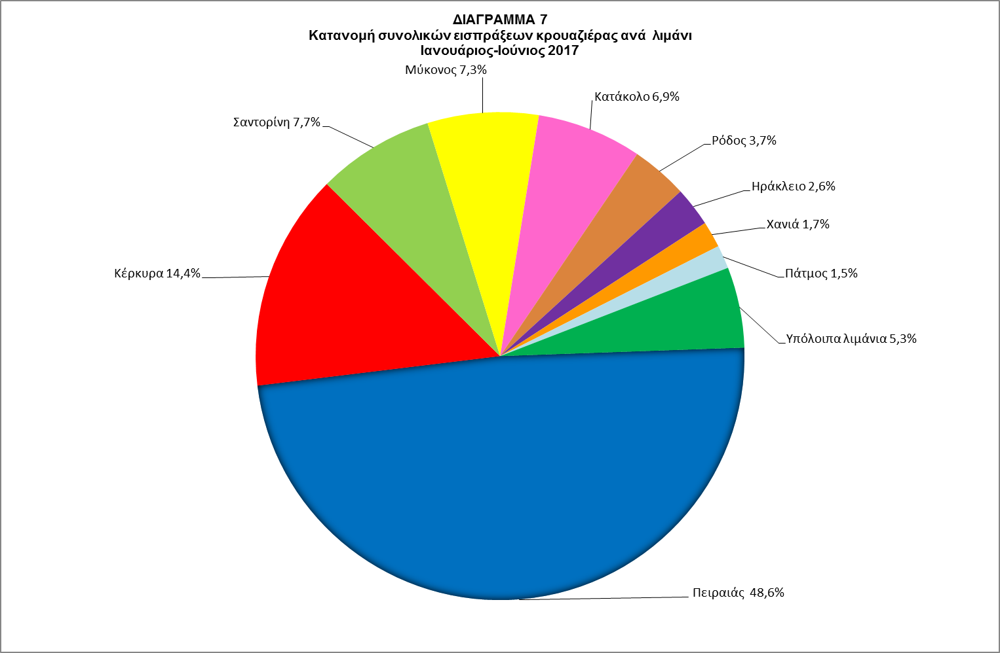 ΔΙΑΓΡΑΜΜΑ 7
Κατανομή συνολικών εισπράξεων κρουαζιέρας ανά λιμάνι
Ιανουάριος-Ιούνιος 2017
Μύκονος 7,3%
Κατάκολο 6,9%
Σαντορίνη 7,7%
Ρόδος 3,7%
Ηράκλειο 2,6%
Χανιά 1,7%
Κέρκυρα 14,4%
Πάτμος 1,5%
Υπόλοιπα λιμάνια 5,3%
Πειραιάς 48,6%